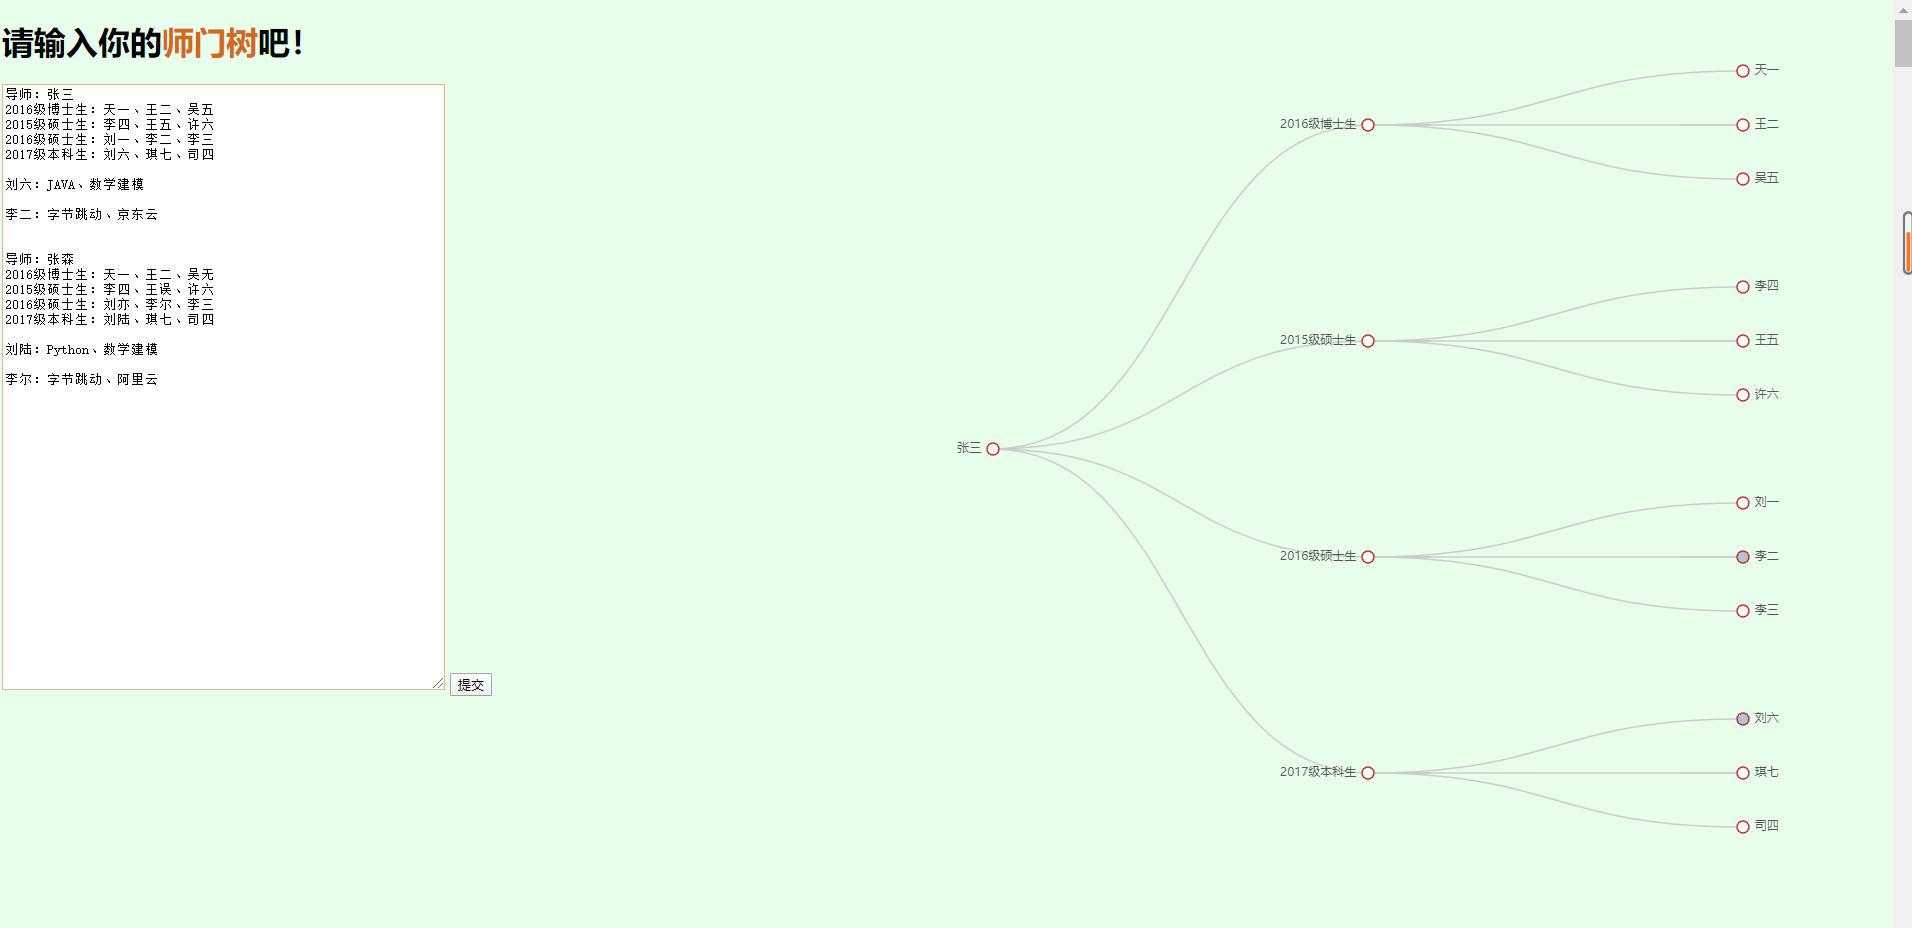 请输入你的师门树吧！
导师：张三
2016级博士生：天一、王二、吴五
2015级硕士生：李四、王五、许六
2016级硕士生：刘一、李二、李三
2017级本科生：刘六、琪七、司四
刘六：JAVA、数学建模
李二：字节跳动、京东云
导师：张森
2016级博士生：天一、王二、吴无
2015级硕士生：李四、王误、许六
2016级硕士生：刘亦、李尔、李三
2017级本科生：刘陆、琪七、司四
刘陆：Python、数学建模
李尔：字节跳动、阿里云
提交
张三
2016级博士生
天一
王二
吴五
2015级硕士生
李四
王五
许六
2016级硕士生
刘一
李二
李三
2017级本科生
刘六
琪七
司四